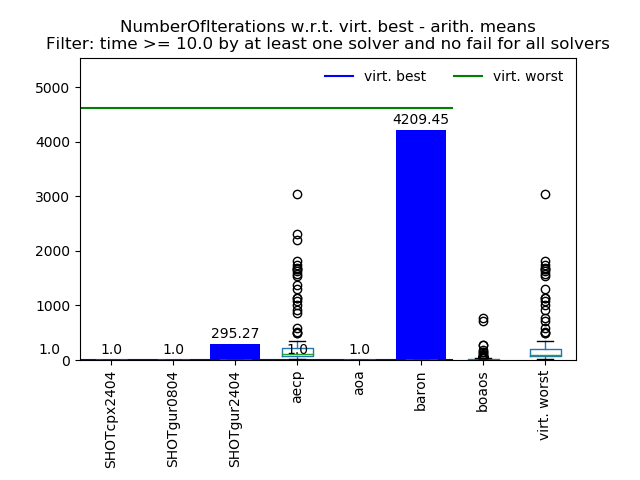 NumberOfIterations w.r.t. virt. best - arith. means
Filter: time >= 10.0 by at least one solver and no fail for all solvers
virt. best
virt. worst
5000
4000
3000
2000
1000
0
4209.45
295.27
1.0
1.0
1.0
1.0
1.0
SHOTcpx2404
SHOTgur0804
SHOTgur2404
aecp
aoa
baron
boaos
virt. worst